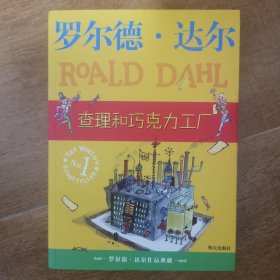 罗尔德·达尔
ROALD DAHL
查理和巧克力工厂
THE WORLD'S
No.1
STORYTELLER
明天出版社
罗尔德·达尔作品典藏